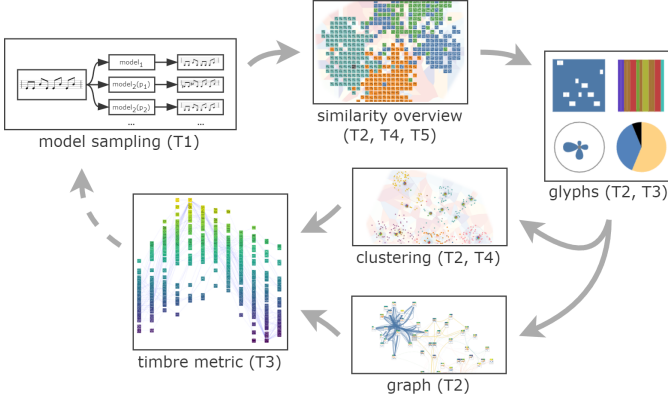 model₁
model₂(p₁)
model₂(p₂)
...
...
model sampling (T1)
similarity overview
(T2, T4, T5)
glyphs (T2, T3)
clustering (T2, T4)
timbre metric (T3)
graph (T2)